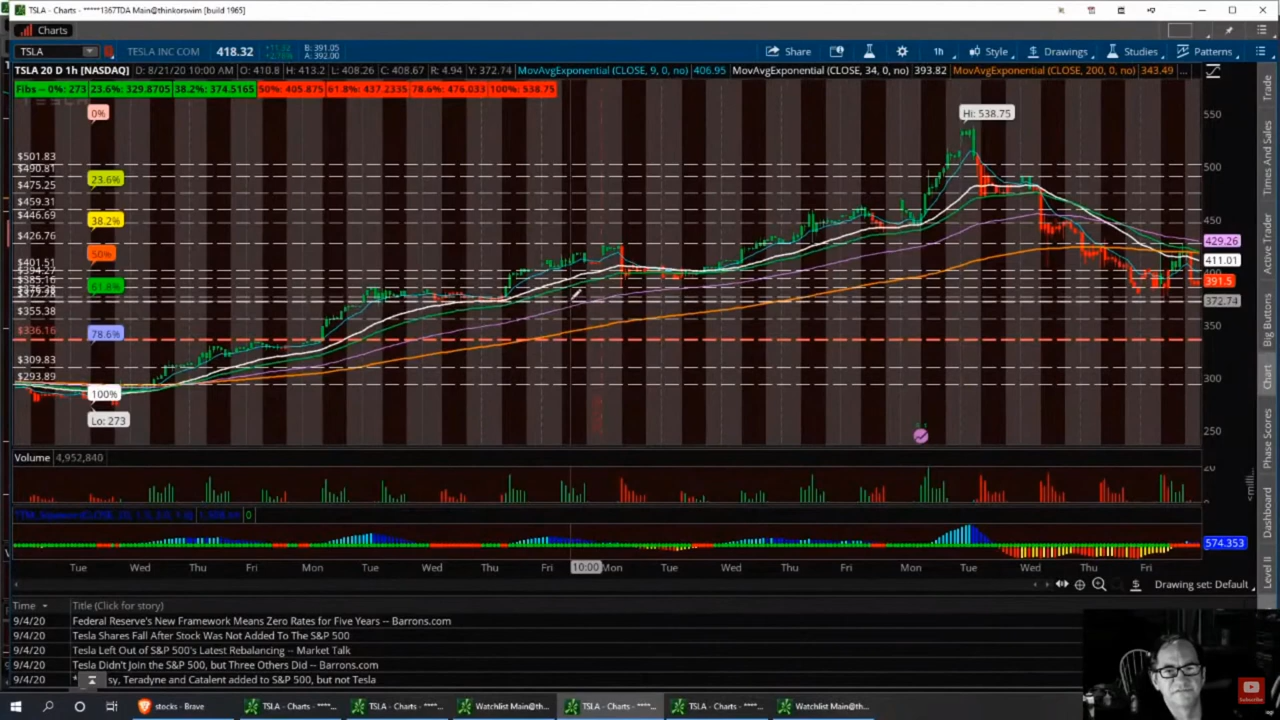 TSLA - Charts - *****1367TDA Main@thinkorswim [build 1965]
Charts
TSLA TESLA INC COM 418.32 B: 391.05 A: 392.00 Share 1h Style Drawings Studies Patterns
TSLA 20 D 1h [NASDAQ] D: 8/21/20 10:00 AM O: 410.8 H: 413.2 L: 408.26 C: 408.67 R: 4.94 Y: 372.74 MovAvgExponential (CLOSE, 9, 0, no) 406.95 MovAvgExponential (CLOSE, 34, 0, no) 393.82 MovAvgExponential (CLOSE, 200, 0, no) 343.49 ...
Fibs -- 0%: 273 23.6%: 329.8705 38.2%: 374.5165 50%: 405.875 61.8%: 437.2335 78.6%: 476.033 100%: 538.75
0%
Hi: 538.75
550
$501.83
500
$490.81
23.6%
$475.25
$459.31
$446.69
38.2%
450
$426.76
429.26
50%
411.01
$401.51
400
$394.27
391.5
$385.16
61.8%
372.74
$377.28
$355.38
350
$336.16
78.6%
$309.83
$293.89
300
100%
Lo: 273
250
Volume 4,952,840
574.353
Tue Wed Thu Fri Mon Tue Wed Thu Fri 10:00 Mon Tue Wed Thu Fri Mon Tue Wed Thu Fri
Drawing set: Default
Time Title (Click for story)
9/4/20 Federal Reserve's New Framework Means Zero Rates for Five Years -- Barrons.com
9/4/20 Tesla Shares Fall After Stock Was Not Added To The S&P 500
9/4/20 Tesla Left Out of S&P 500's Latest Rebalancing -- Market Talk
9/4/20 Tesla Didn't Join the S&P 500, but Three Others Did -- Barrons.com
9/4/20 sy, Teradyne and Catalent added to S&P 500, but not Tesla
Trade
Times And Sales
Active Trader
Big Buttons
Chart
Phase Scores
Dashboard
Level II
stocks - Brave TSLA - Charts - ****... TSLA - Charts - ****... Watchlist Main@th... TSLA - Charts - ****... TSLA - Charts - ****... Watchlist Main@th...